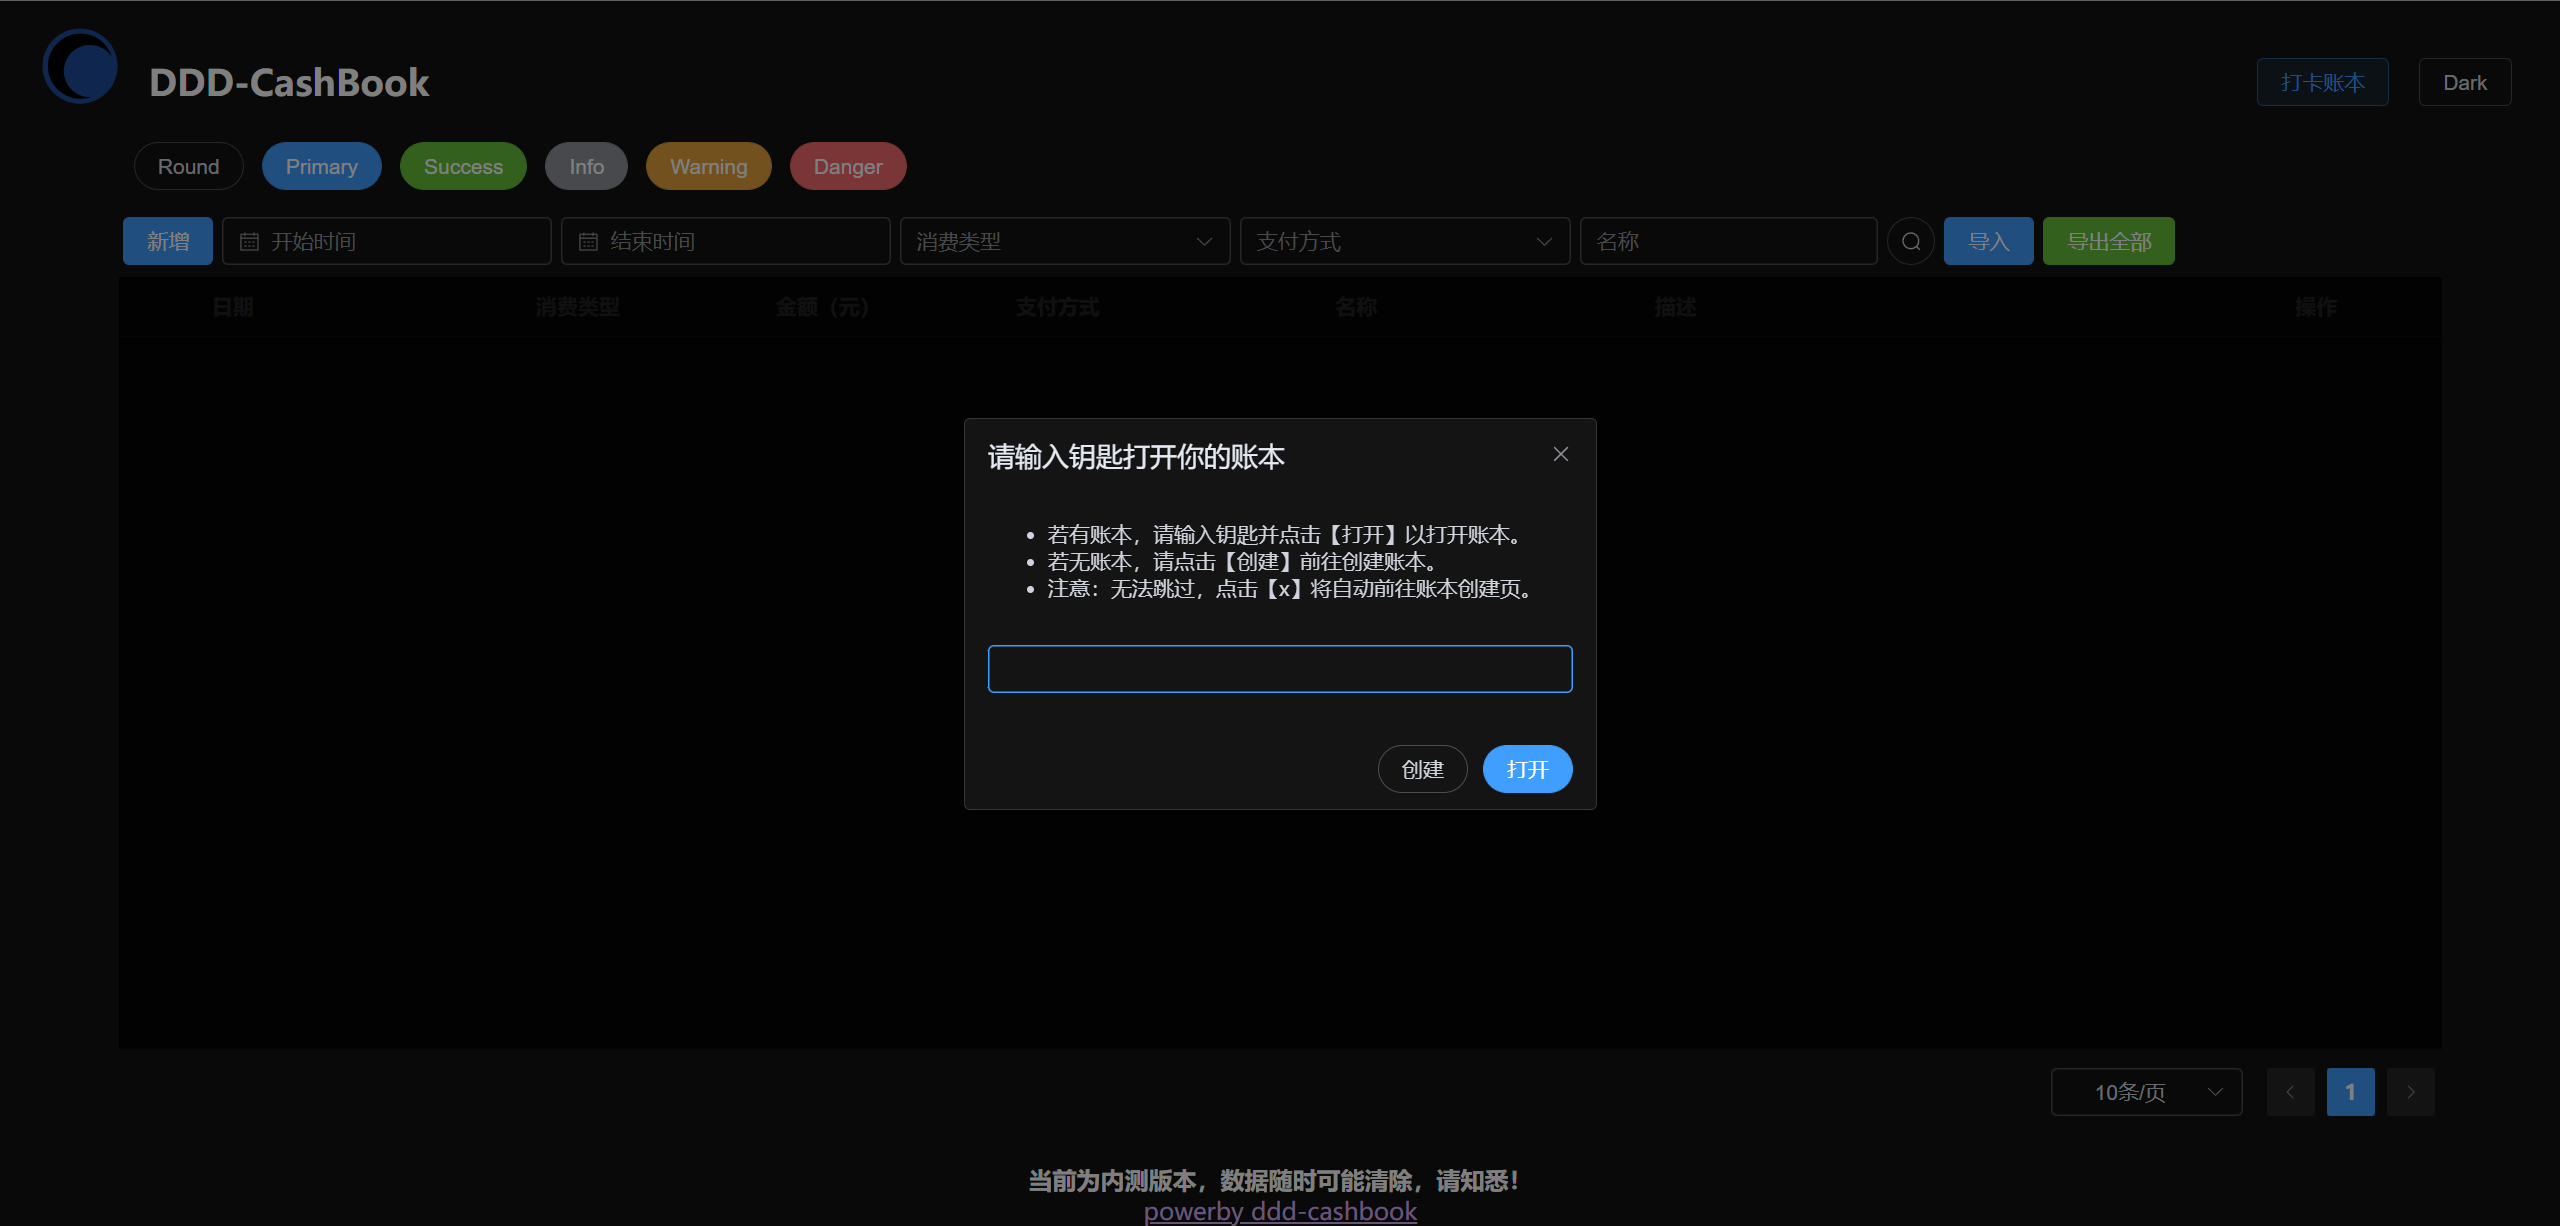 DDD-CashBook
打卡账本 Dark
Round Primary Success Info Warning Danger
新增 开始时间 结束时间 消费类型 支付方式 名称 导入 导出全部
日期 消费类型 金额（元） 支付方式 名称 描述 操作
请输入钥匙打开你的账本
若有账本，请输入钥匙并点击【打开】以打开账本。
若无账本，请点击【创建】前往创建账本。
注意：无法跳过，点击【x】将自动前往账本创建页。
创建 打开
10条/页 1
当前为内测版本，数据随时可能清除，请知悉！
powerby ddd-cashbook